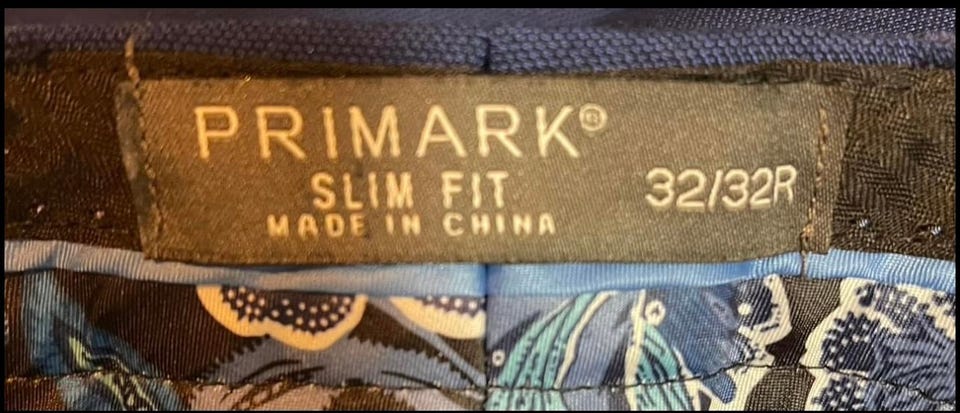 PRIMARK®
SLIM FIT
32/32R
MADE IN CHINA